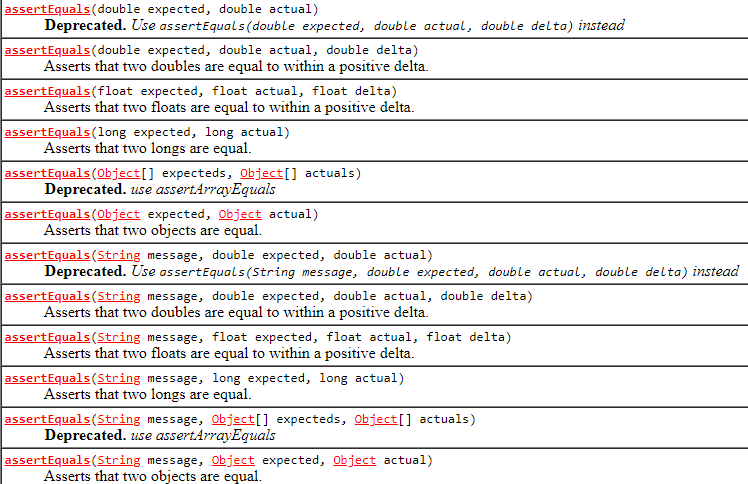 assertEquals(double expected, double actual)
Deprecated. Use assertEquals(double expected, double actual, double delta) instead
assertEquals(double expected, double actual, double delta)
Asserts that two doubles are equal to within a positive delta.
assertEquals(float expected, float actual, float delta)
Asserts that two floats are equal to within a positive delta.
assertEquals(long expected, long actual)
Asserts that two longs are equal.
assertEquals(Object[] expecteds, Object[] actuals)
Deprecated. use assertArrayEquals
assertEquals(Object expected, Object actual)
Asserts that two objects are equal.
assertEquals(String message, double expected, double actual)
Deprecated. Use assertEquals(String message, double expected, double actual, double delta) instead
assertEquals(String message, double expected, double actual, double delta)
Asserts that two doubles are equal to within a positive delta.
assertEquals(String message, float expected, float actual, float delta)
Asserts that two floats are equal to within a positive delta.
assertEquals(String message, long expected, long actual)
Asserts that two longs are equal.
assertEquals(String message, Object[] expecteds, Object[] actuals)
Deprecated. use assertArrayEquals
assertEquals(String message, Object expected, Object actual)
Asserts that two objects are equal.